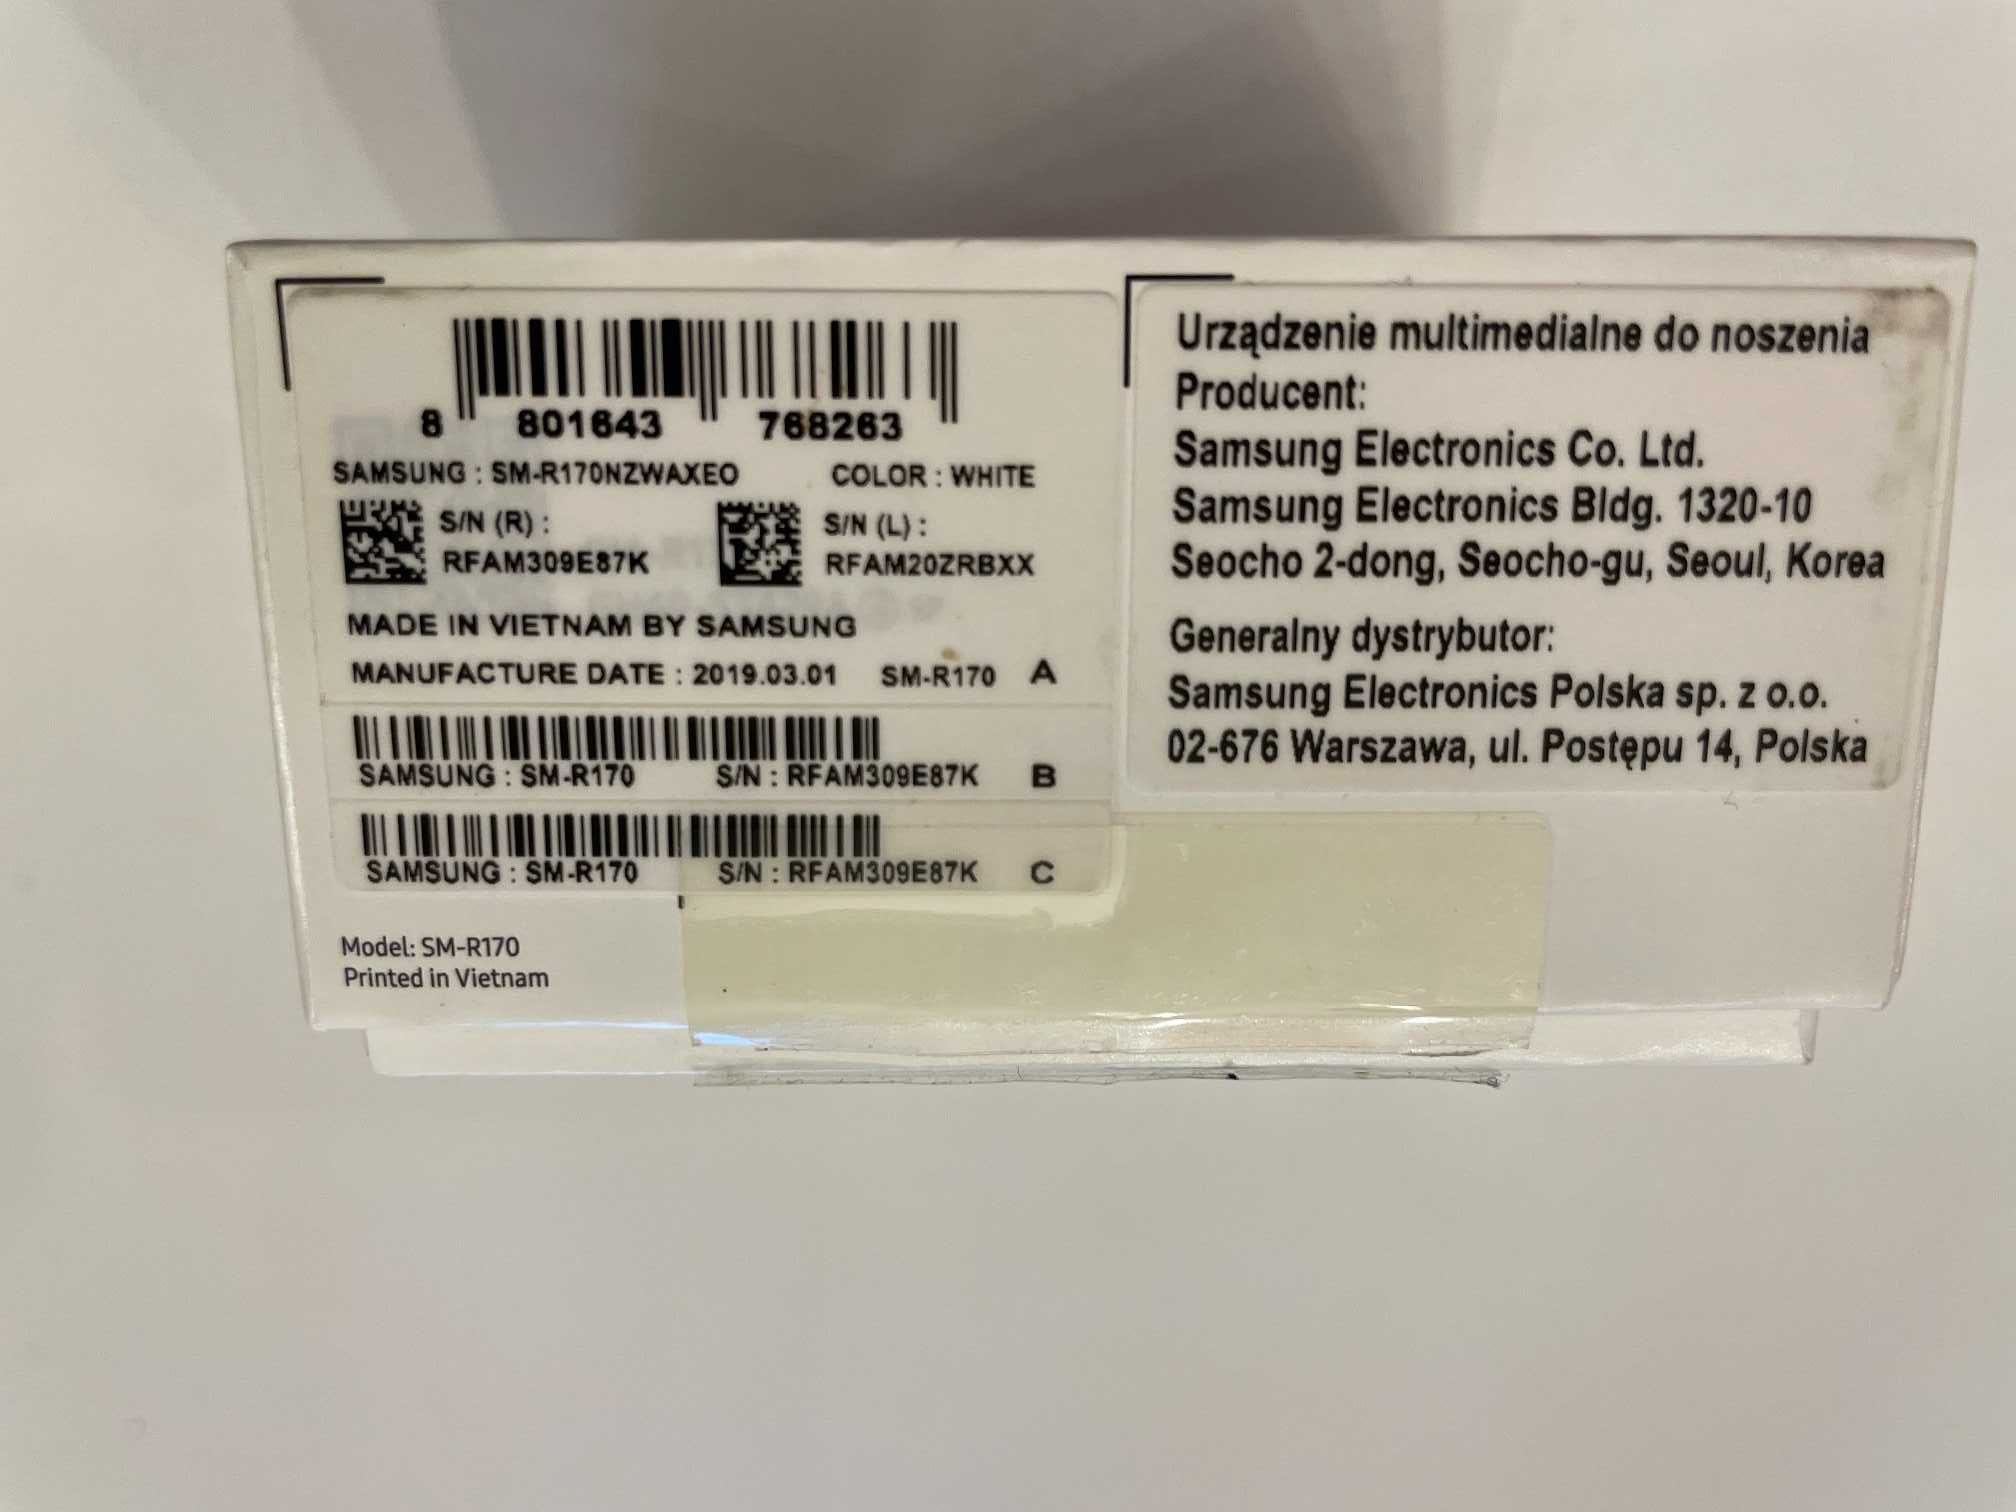 8 801643 768263
SAMSUNG : SM-R170NZWAXEO COLOR : WHITE
S/N (R) : S/N (L) :
RFAM309E87K RFAM20ZRBXX
MADE IN VIETNAM BY SAMSUNG
MANUFACTURE DATE : 2019.03.01 SM-R170 A
SAMSUNG : SM-R170 S/N : RFAM309E87K B
SAMSUNG : SM-R170 S/N : RFAM309E87K C
Model: SM-R170
Printed in Vietnam
Urządzenie multimedialne do noszenia
Producent:
Samsung Electronics Co. Ltd.
Samsung Electronics Bldg. 1320-10
Seocho 2-dong, Seocho-gu, Seoul, Korea
Generalny dystrybutor:
Samsung Electronics Polska sp. z o.o.
02-676 Warszawa, ul. Postępu 14, Polska